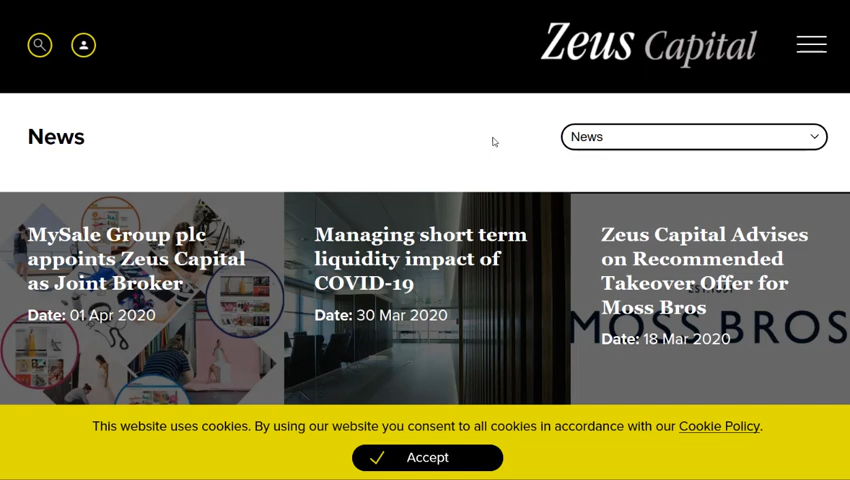 Zeus Capital
News
News
MySale Group plc
appoints Zeus Capital
as Joint Broker
Date: 01 Apr 2020
Managing short term
liquidity impact of
COVID-19
Date: 30 Mar 2020
Zeus Capital Advises
on Recommended
Takeover Offer for
Moss Bros
Date: 18 Mar 2020
MOSS BROS
This website uses cookies. By using our website you consent to all cookies in accordance with our Cookie Policy.
Accept